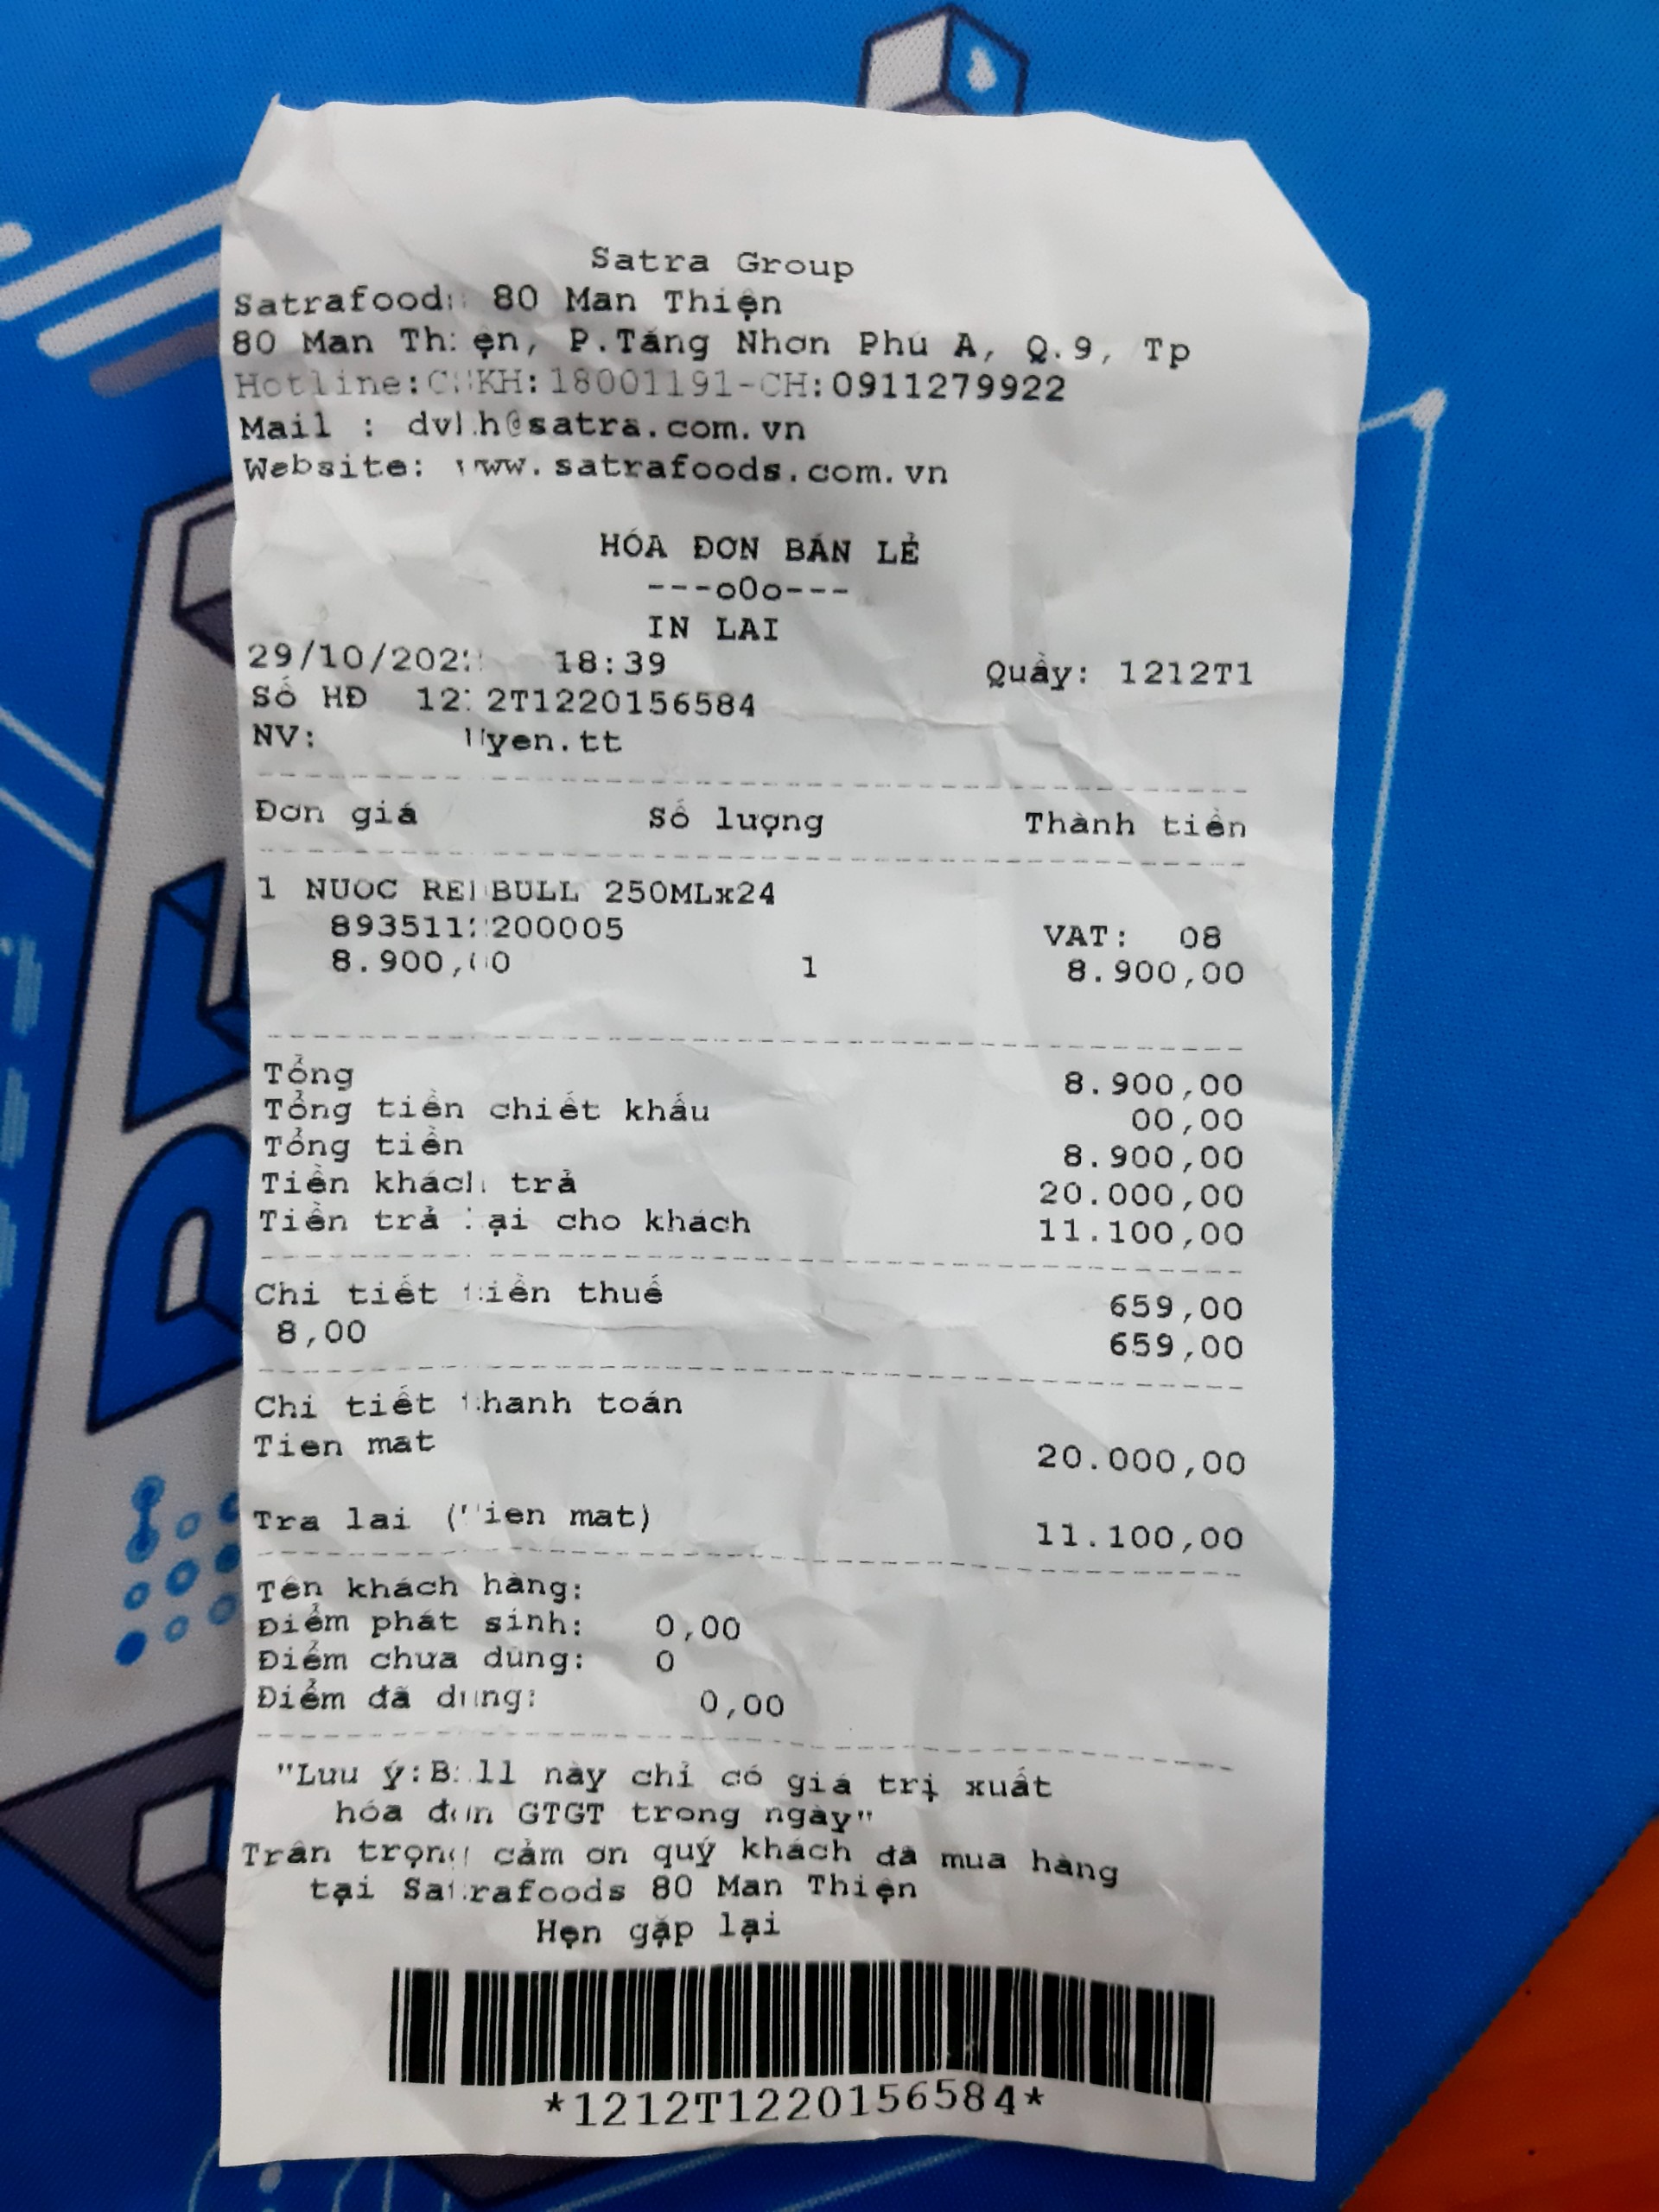 Satra Group
Satrafoods 80 Man Thiện
80 Man Thiện, P.Tăng Nhơn Phú A, Q.9, Tp
Hotline:CSKH:18001191-CH:0911279922
Mail : dvkh@satra.com.vn
Website: www.satrafoods.com.vn
HÓA ĐƠN BÁN LẺ
---o0o---
IN LAI
29/10/2022 18:39 Quầy: 1212T1
Số HĐ 1212T1220156584
NV: Uyen.tt
Đơn giá Số lượng Thành tiền
1 NUOC RED BULL 250MLx24
VAT: 08
8.900,00 1 8.900,00
Tổng 8.900,00
Tổng tiền chiết khấu 00,00
Tổng tiền 8.900,00
Tiền khách trả 20.000,00
Tiền trả lại cho khách 11.100,00
Chi tiết tiền thuế 659,00
8,00 659,00
Chi tiết thanh toán
Tien mat 20.000,00
Tra lai (Tien mat) 11.100,00
Tên khách hàng:
Điểm phát sinh: 0,00
Điểm chưa dùng: 0
Điểm đã dùng: 0,00
"Lưu ý:Bill này chỉ có giá trị xuất
hóa đơn GTGT trong ngày"
Trân trọng cảm ơn quý khách đã mua hàng
tại Satrafoods 80 Man Thiện
Hẹn gặp lại
*1212T1220156584*